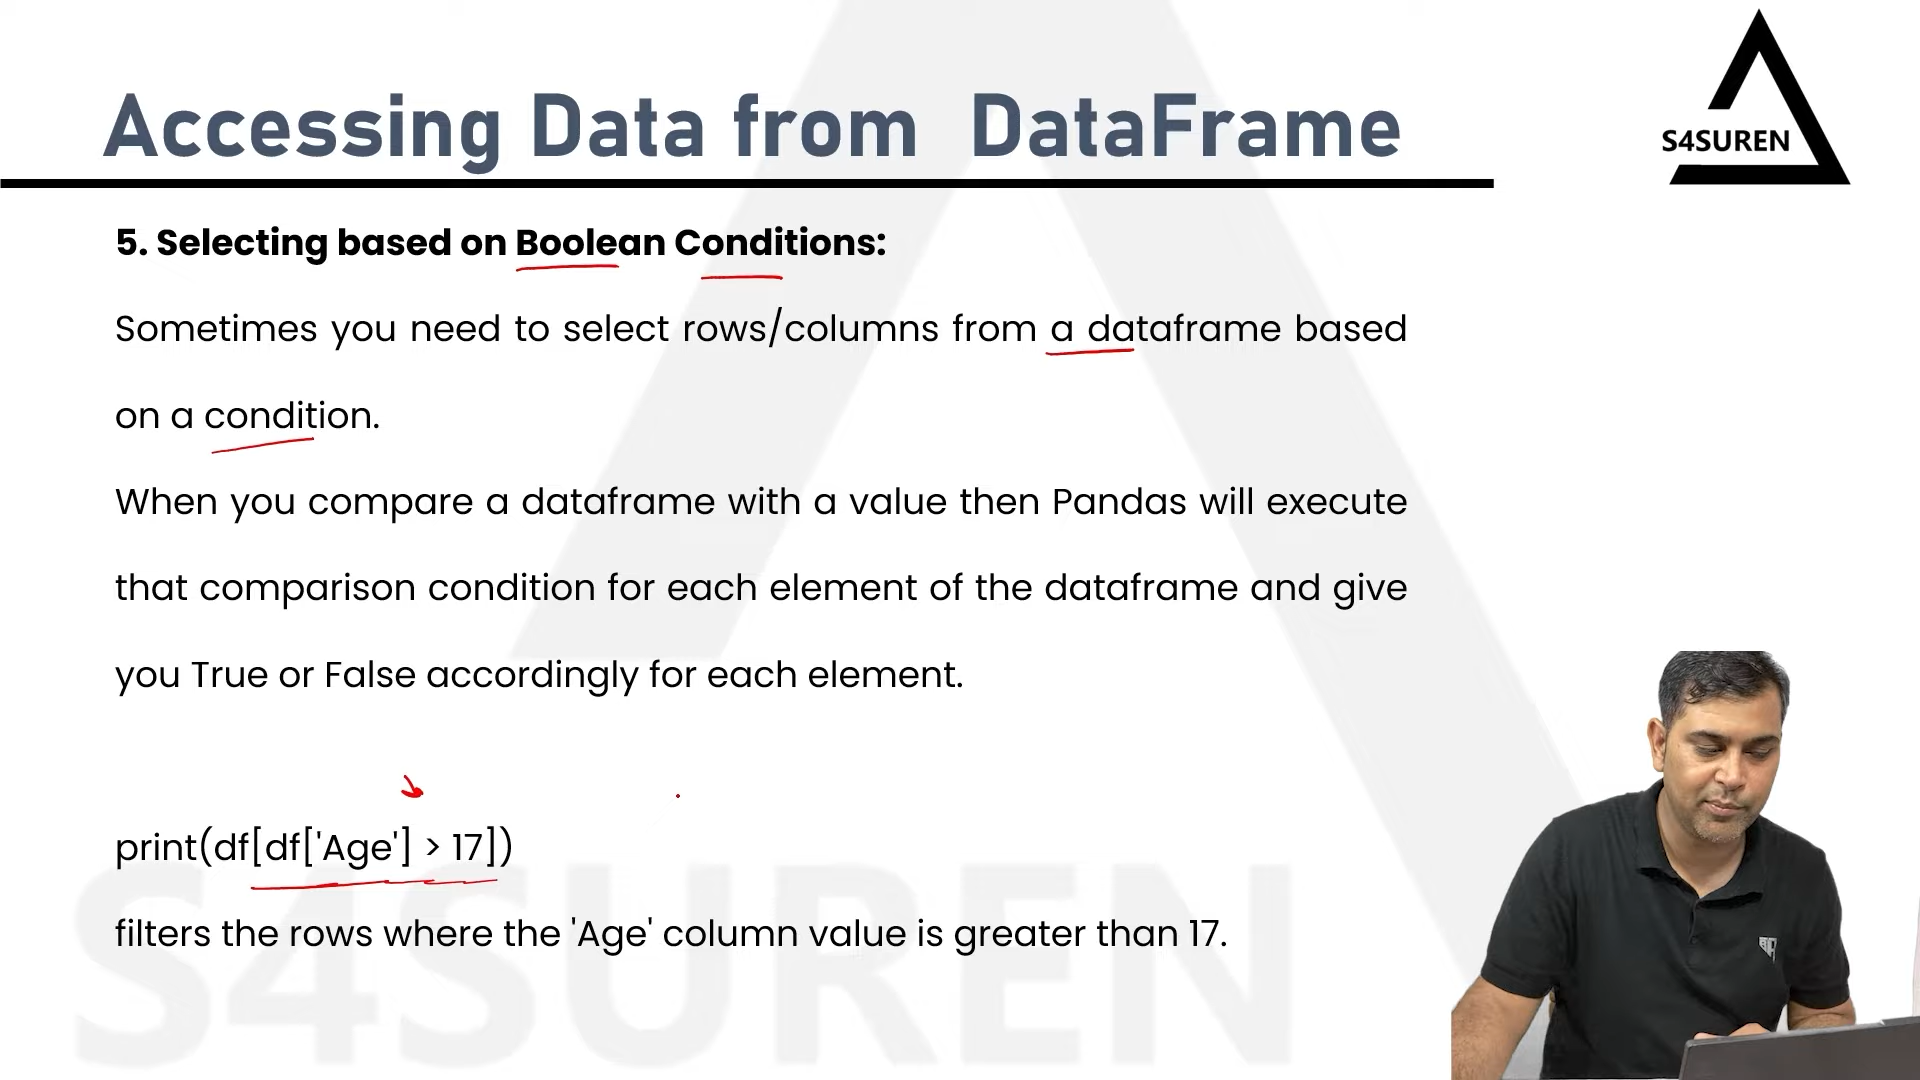 Accessing Data from DataFrame
S4SUREN
5. Selecting based on Boolean Conditions:
Sometimes you need to select rows/columns from a dataframe based
on a condition.
When you compare a dataframe with a value then Pandas will execute
that comparison condition for each element of the dataframe and give
you True or False accordingly for each element.
print(df[df['Age'] > 17])
filters the rows where the 'Age' column value is greater than 17.
S4SUREN